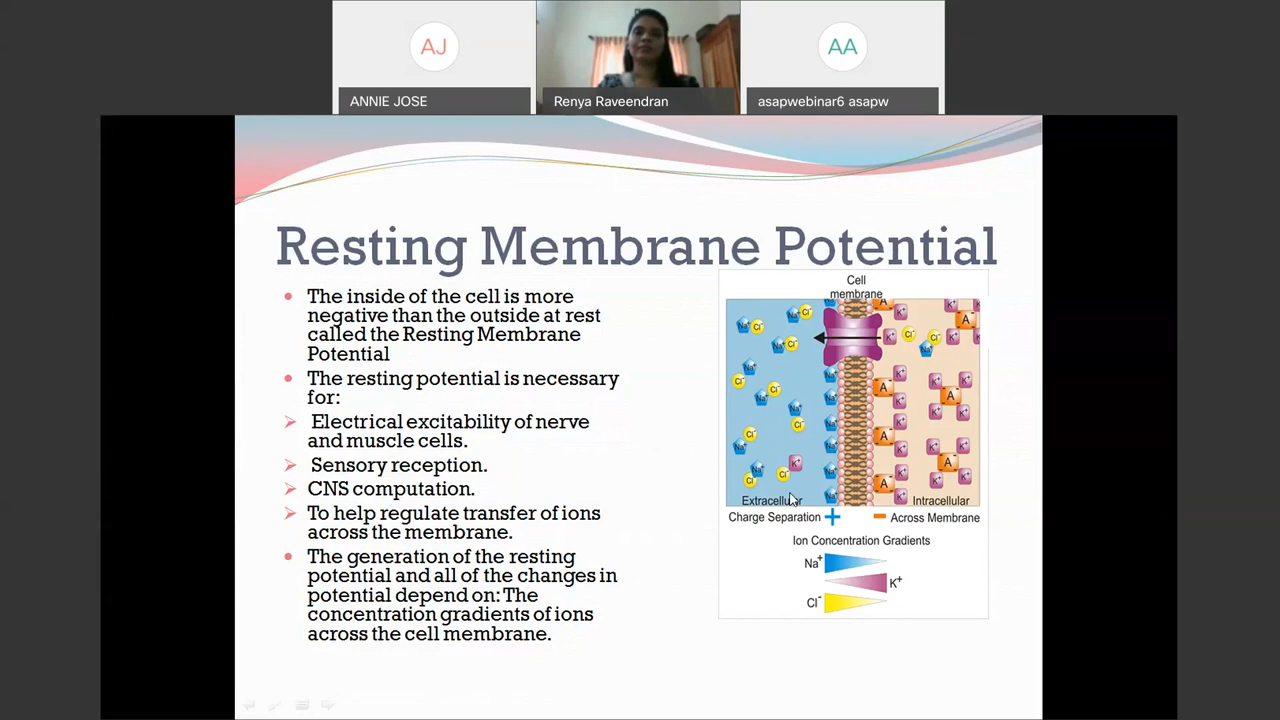 AJ
AA
ANNIE JOSE
Renya Raveendran
asapwebinar6 asapw
Resting Membrane Potential
• The inside of the cell is more
negative than the outside at rest
called the Resting Membrane
Potential
• The resting potential is necessary
for:
➢ Electrical excitability of nerve
and muscle cells.
➢ Sensory reception.
➢ CNS computation.
➢ To help regulate transfer of ions
across the membrane.
• The generation of the resting
potential and all of the changes in
potential depend on: The
concentration gradients of ions
across the cell membrane.
Cell
membrane
Extracellular
Intracellular
Charge Separation + - Across Membrane
Ion Concentration Gradients
Na+
K+
Cl-